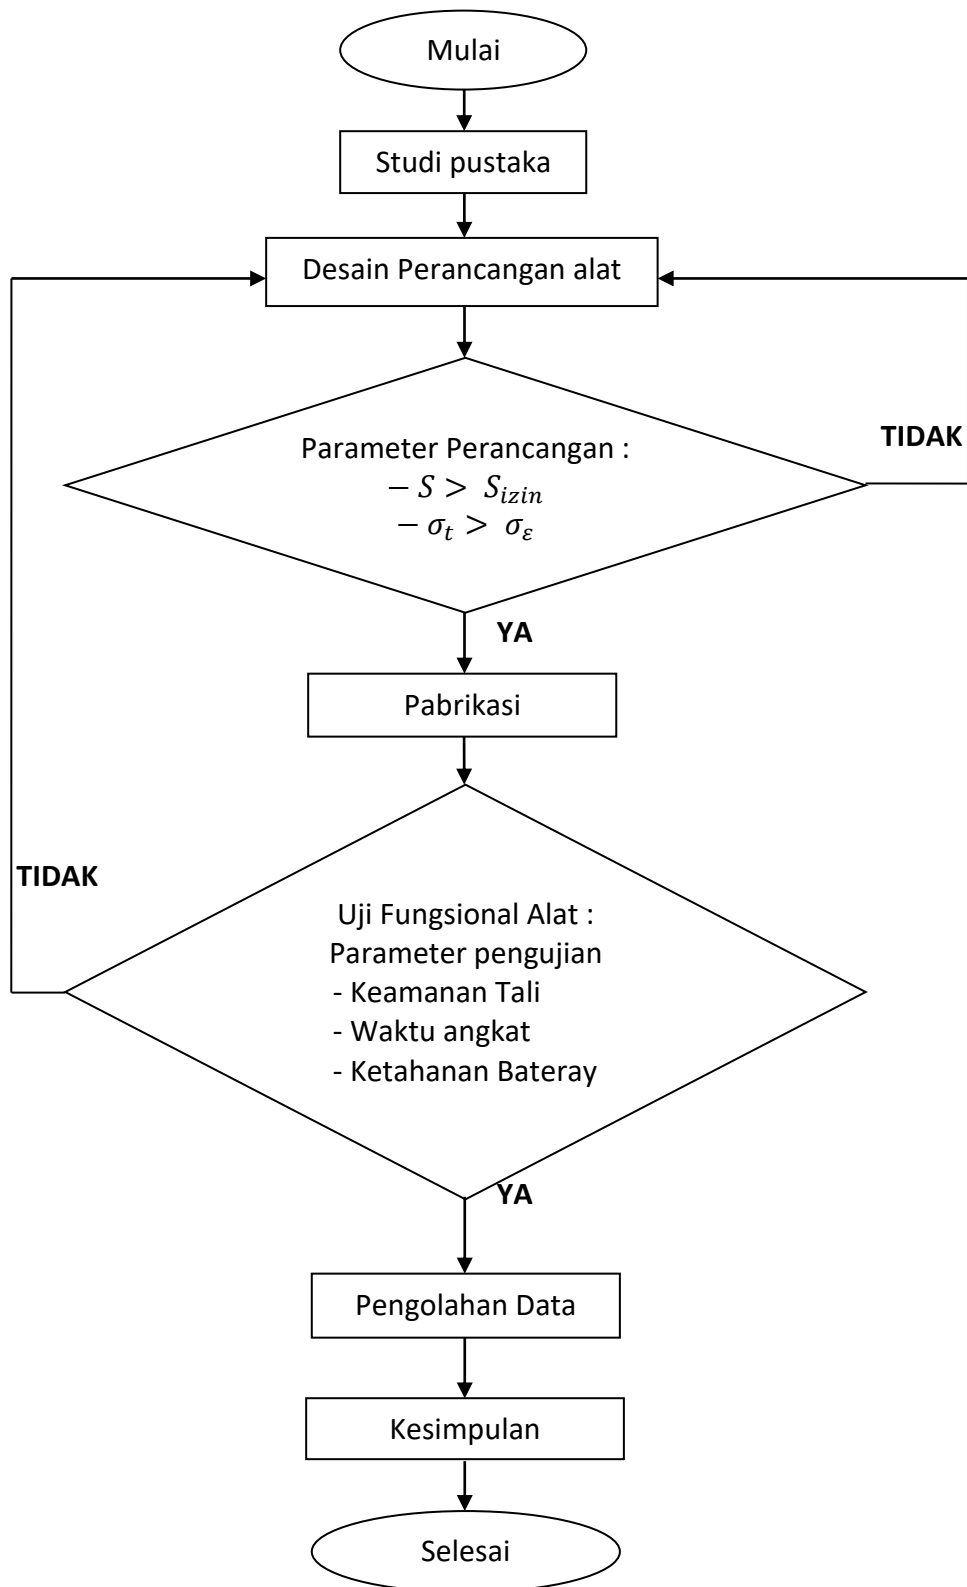 Mulai
Studi pustaka
Desain Perancangan alat
Parameter Perancangan :
− S > S_izin
− σ_t > σ_ε
TIDAK
YA
Pabrikasi
TIDAK
Uji Fungsional Alat :
Parameter pengujian
- Keamanan Tali
- Waktu angkat
- Ketahanan Bateray
YA
Pengolahan Data
Kesimpulan
Selesai